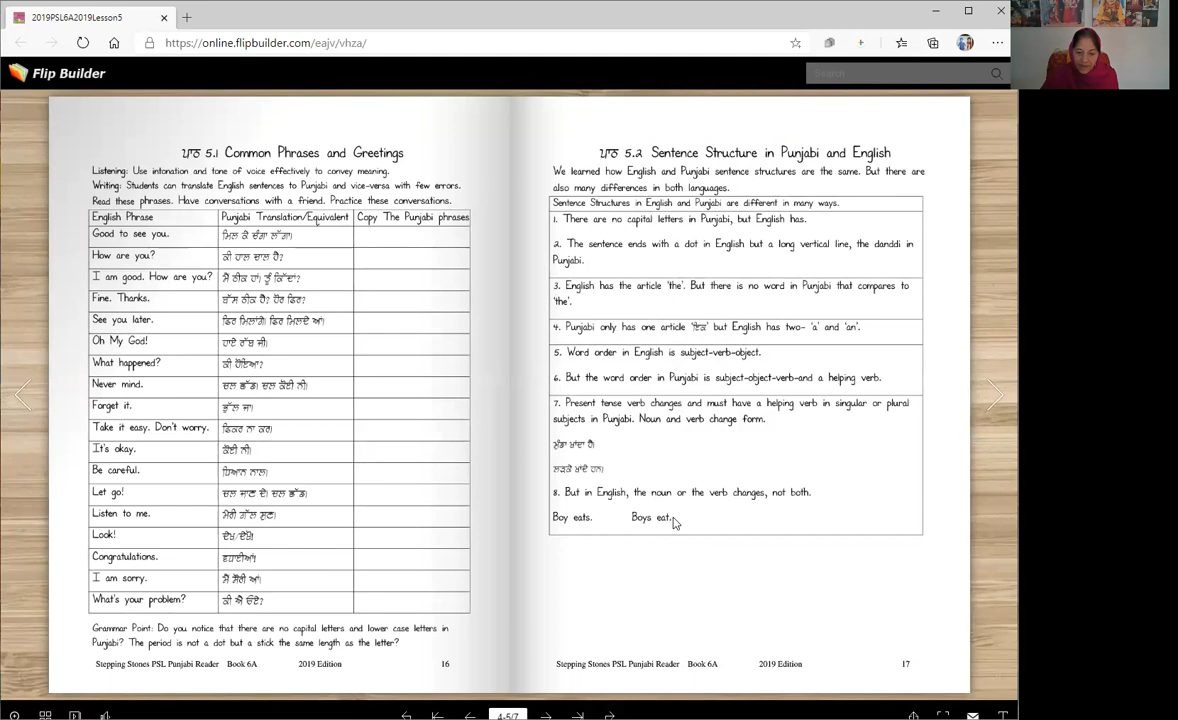 2019PSL6A2019Lesson5
https://online.flipbuilder.com/eajv/vhza/
Flip Builder
Search
ਪਾਠ 5.1 Common Phrases and Greetings
Listening: Use intonation and tone of voice effectively to convey meaning.
Writing: Students can translate English sentences to Punjabi and vice-versa with few errors.
Read these phrases. Have conversations with a friend. Practice these conversations.
English Phrase Punjabi Translation/Equivalent Copy The Punjabi phrases
Good to see you. ਮਿਲ ਕੇ ਚੰਗਾ ਲੱਗਾ।
How are you? ਕੀ ਹਾਲ ਚਾਲ ਹੈ?
I am good. How are you? ਮੈਂ ਠੀਕ ਹਾਂ। ਤੂੰ ਕਿੱਦਾਂ?
Fine. Thanks. ਬੱਸ ਠੀਕ ਹੈ? ਹੋਰ ਫਿਰ?
See you later. ਫਿਰ ਮਿਲਾਂਗੇ। ਫਿਰ ਮਿਲਦੇ ਆਂ।
Oh My God! ਹਾਏ ਰੱਬ ਜੀ।
What happened? ਕੀ ਹੋਇਆ?
Never mind. ਚਲ ਛੱਡ। ਚਲ ਕੋਈ ਨੀ।
Forget it. ਭੁੱਲ ਜਾ।
Take it easy. Don't worry. ਫਿਕਰ ਨਾ ਕਰ।
It's okay. ਕੋਈ ਨੀ।
Be careful. ਧਿਆਨ ਨਾਲ।
Let go! ਚਲ ਜਾਣ ਦੇ। ਚਲ ਛੱਡ।
Listen to me. ਮੇਰੀ ਗੱਲ ਸੁਣ।
Look!
Congratulations.
I am sorry. ਮੈਂ ਸੌਰੀ ਆਂ।
What's your problem?
Grammar Point: Do you notice that there are no capital letters and lower case letters in
Punjabi? The period is not a dot but a stick the same length as the letter?
Stepping Stones PSL Punjabi Reader Book 6A 2019 Edition 16
ਪਾਠ 5.2 Sentence Structure in Punjabi and English
We learned how English and Punjabi sentence structures are the same. But there are
also many differences in both languages.
Sentence Structures in English and Punjabi are different in many ways.
1. There are no capital letters in Punjabi, but English has.
2. The sentence ends with a dot in English but a long vertical line, the danddi in
Punjabi.
3. English has the article 'the'. But there is no word in Punjabi that compares to
'the'.
4. Punjabi only has one article 'ਇਕ' but English has two- 'a' and 'an'.
5. Word order in English is subject-verb-object.
6. But the word order in Punjabi is subject-object-verb-and a helping verb.
7. Present tense verb changes and must have a helping verb in singular or plural
subjects in Punjabi. Noun and verb change form.
ਮੁੰਡਾ ਖਾਂਦਾ ਹੈ।
ਲੜਕੇ ਖਾਂਦੇ ਹਨ।
8. But in English, the noun or the verb changes, not both.
Boy eats. Boys eat.
Stepping Stones PSL Punjabi Reader Book 6A 2019 Edition 17
4-5/7